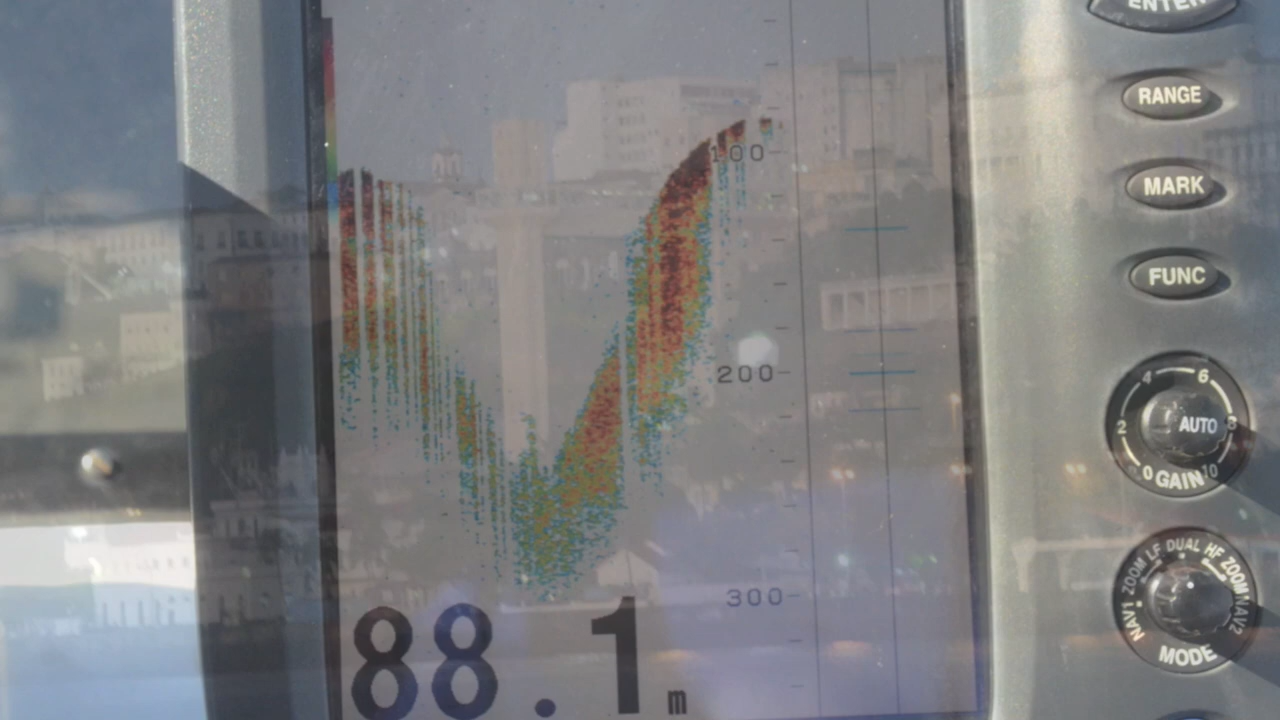 ENTER
RANGE
100
MARK
FUNC
200
4 6
2 AUTO 8
0 GAIN 10
300
ZOOM LF DUAL HF ZOOM
NAV1 NAV2
MODE
88.1 m